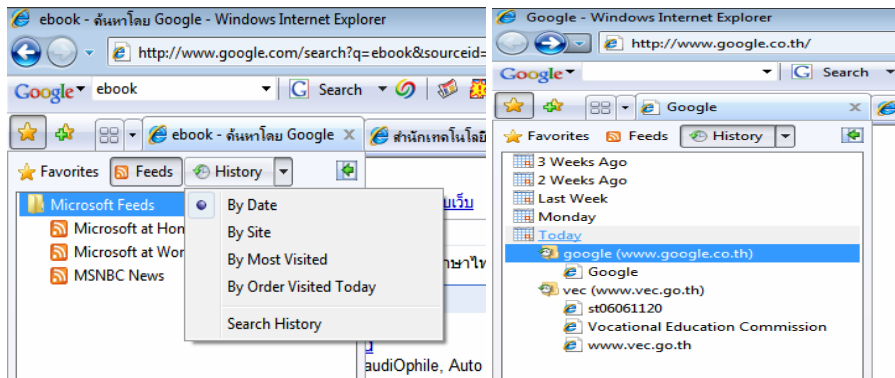 ebook - ค้นหาโดย Google - Windows Internet Explorer
http://www.google.com/search?q=ebook&sourceid=
Google ebook G Search
ebook - ค้นหาโดย Google สำนักเทคโนโลยี
Favorites Feeds History
Microsoft Feeds
Microsoft at Hon
Microsoft at Wor
MSNBC News
By Date
By Site
By Most Visited
By Order Visited Today
Search History
audiOphile, Auto
Google - Windows Internet Explorer
http://www.google.co.th/
Google G Search
Google
Favorites Feeds History
3 Weeks Ago
2 Weeks Ago
Last Week
Monday
Today
google (www.google.co.th)
Google
vec (www.vec.go.th)
st06061120
Vocational Education Commission
www.vec.go.th